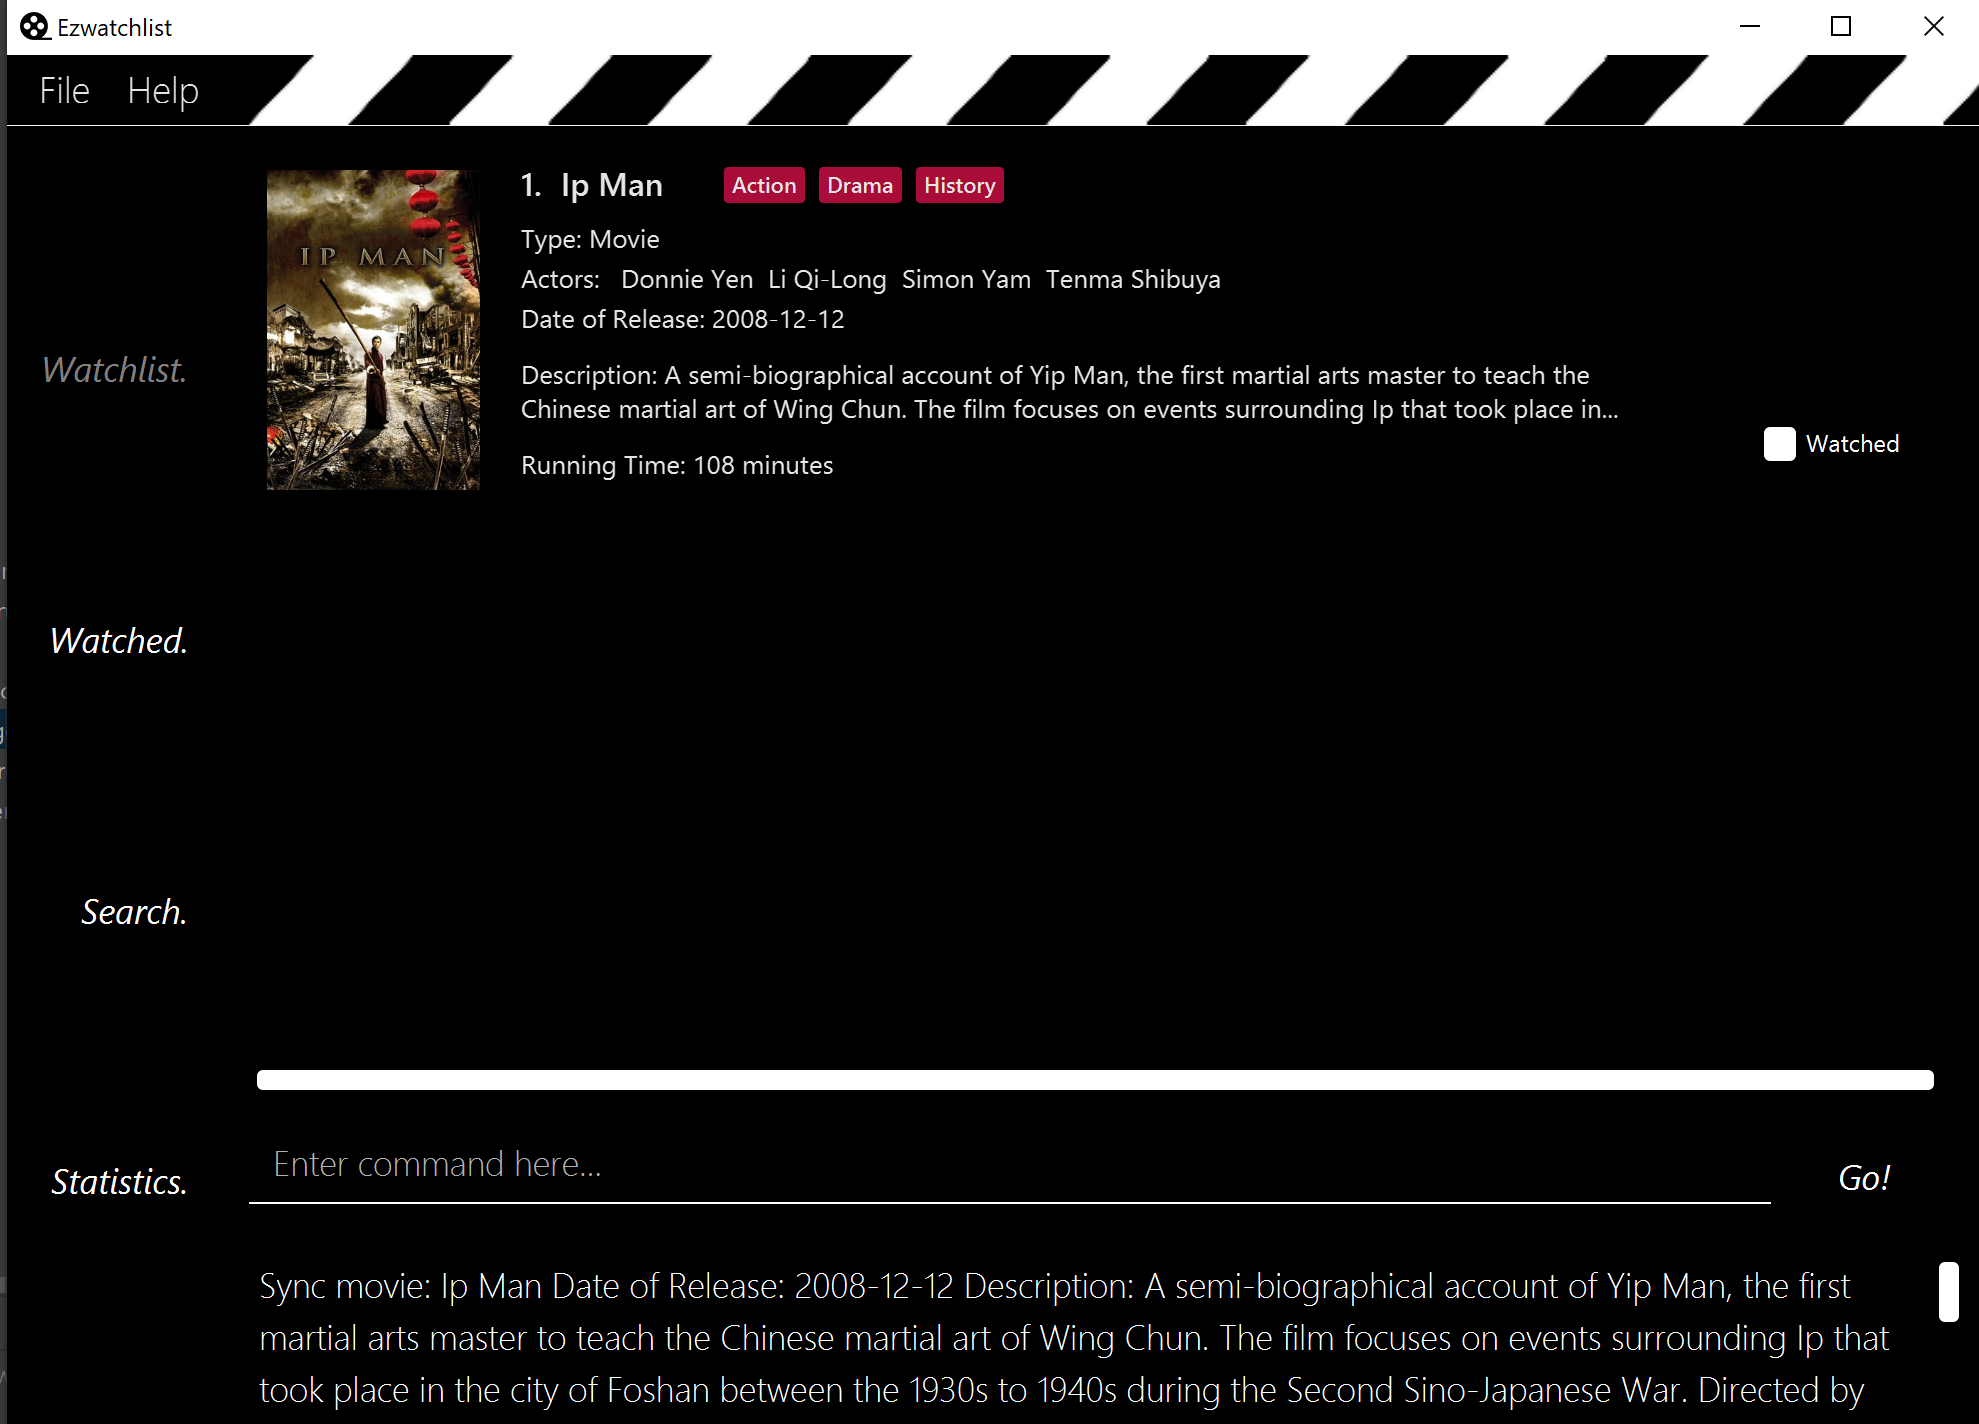 Ezwatchlist
File Help
IP MAN
1. Ip Man Action Drama History
Type: Movie
Actors: Donnie Yen Li Qi-Long Simon Yam Tenma Shibuya
Date of Release: 2008-12-12
Watchlist.
Description: A semi-biographical account of Yip Man, the first martial arts master to teach the
Chinese martial art of Wing Chun. The film focuses on events surrounding Ip that took place in...
Watched
Running Time: 108 minutes
Watched.
Search.
Enter command here...
Statistics.
Go!
Sync movie: Ip Man Date of Release: 2008-12-12 Description: A semi-biographical account of Yip Man, the first
martial arts master to teach the Chinese martial art of Wing Chun. The film focuses on events surrounding Ip that
took place in the city of Foshan between the 1930s to 1940s during the Second Sino-Japanese War. Directed by